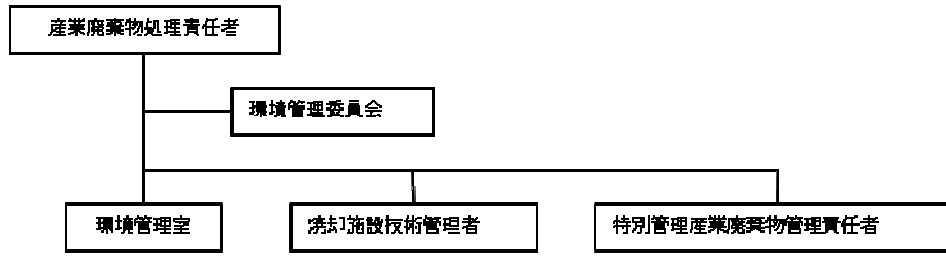 産業廃棄物処理責任者
環境管理委員会
環境管理室
焼却施設技術管理者
特別管理産業廃棄物管理責任者